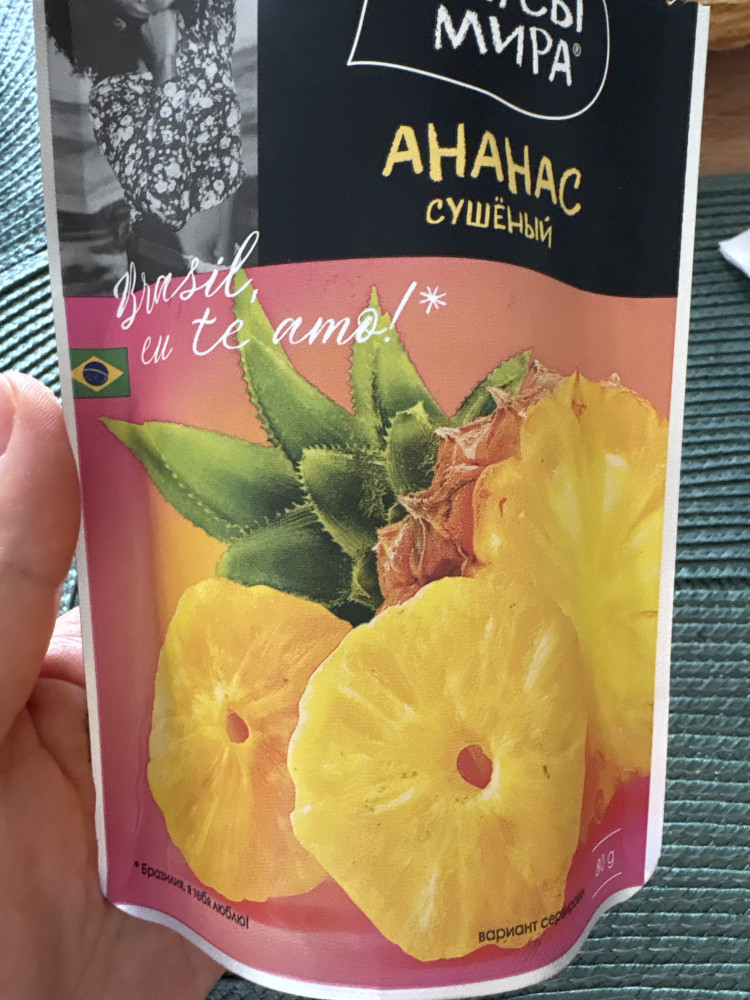 МИРА®
АНАНАС
СУШЁНЫЙ
Brasil,
eu te amo!*
80 g
* Бразилия, я тебя люблю!
вариант сервировки